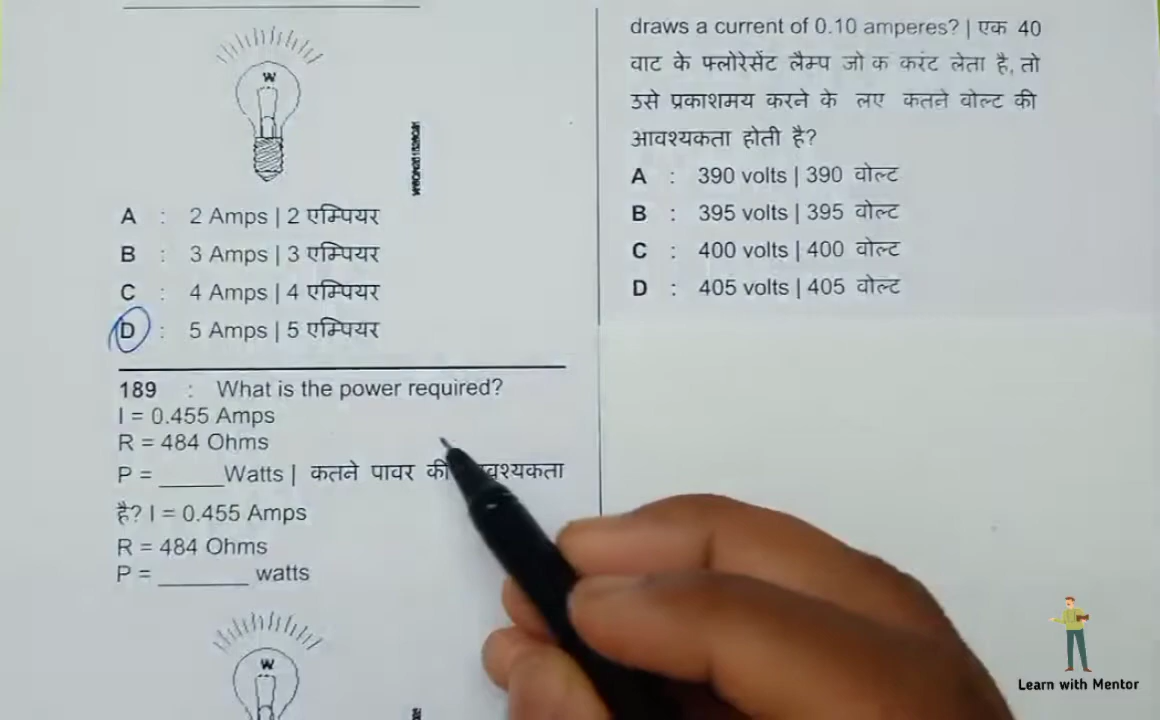 W
A : 2 Amps | 2 एम्पियर
B : 3 Amps | 3 एम्पियर
C : 4 Amps | 4 एम्पियर
D : 5 Amps | 5 एम्पियर
189 : What is the power required?
I = 0.455 Amps
R = 484 Ohms
P = ______Watts | कतने पावर की
है? I = 0.455 Amps
R = 484 Ohms
P = ________ watts
W
draws a current of 0.10 amperes? | एक 40
वाट के फ्लोरेसेंट लैम्प जो क करंट लेता है, तो
उसे प्रकाशमय करने के लए कतने वोल्ट की
आवश्यकता होती है?
A : 390 volts | 390 वोल्ट
B : 395 volts | 395 वोल्ट
C : 400 volts | 400 वोल्ट
D : 405 volts | 405 वोल्ट
Learn with Mentor